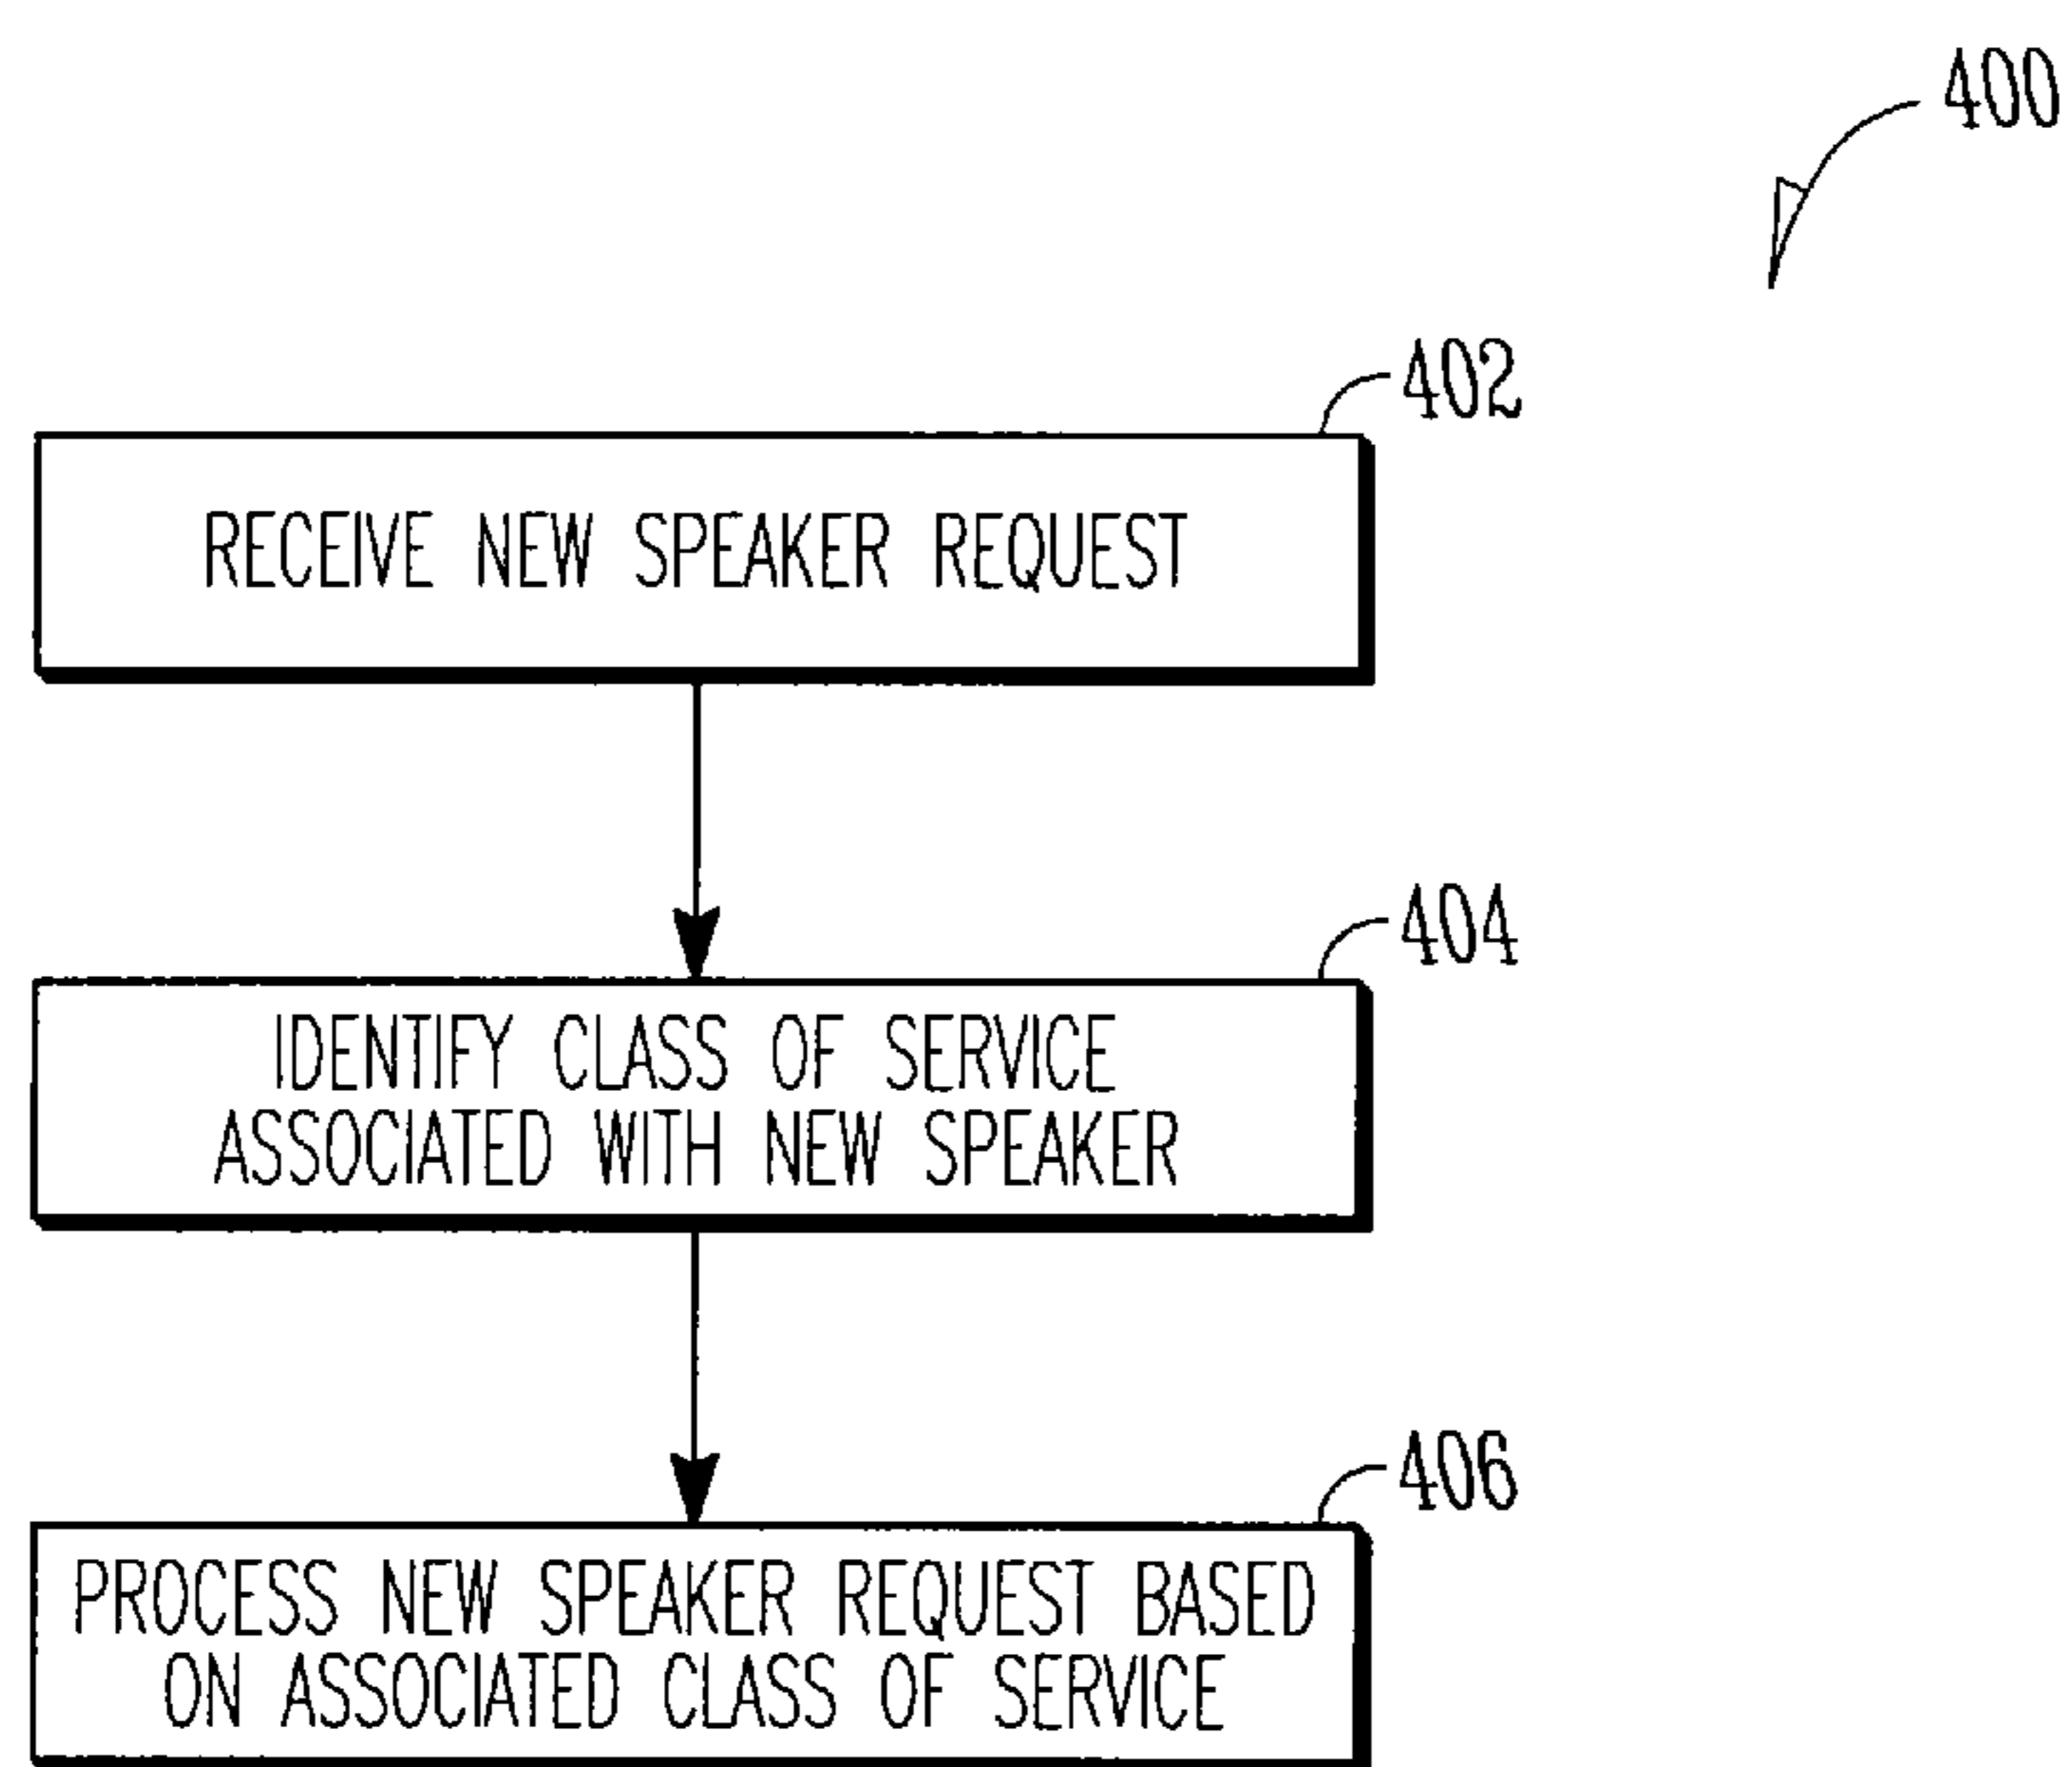 400
402
RECEIVE NEW SPEAKER REQUEST
404
IDENTIFY CLASS OF SERVICE
ASSOCIATED WITH NEW SPEAKER
406
PROCESS NEW SPEAKER REQUEST BASED
ON ASSOCIATED CLASS OF SERVICE